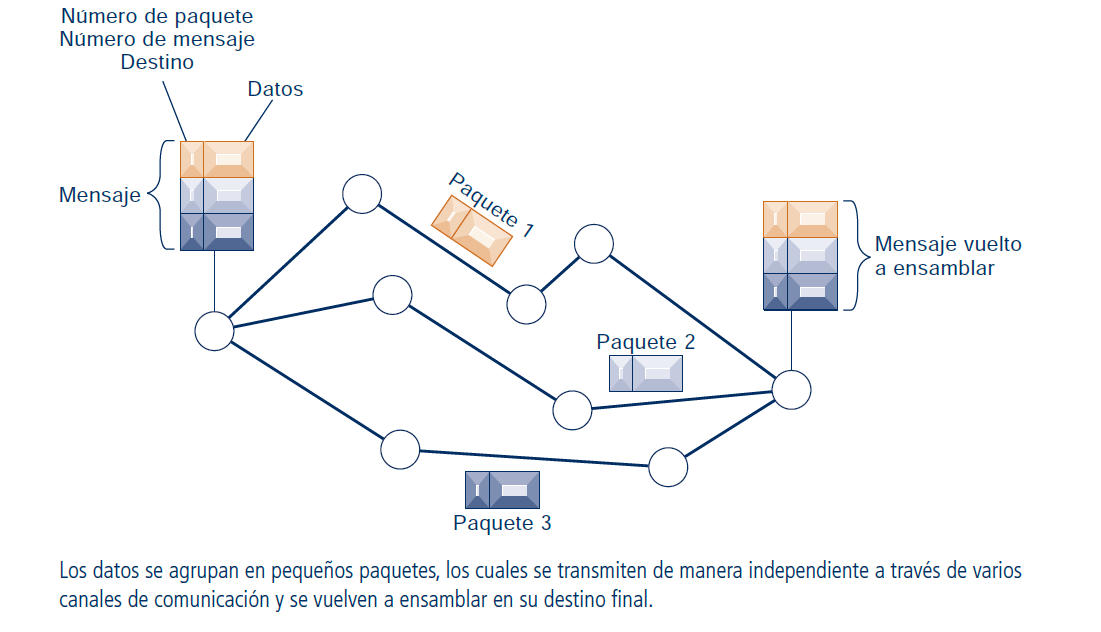 Número de paquete
Número de mensaje
Destino
Datos
Mensaje
Paquete 1
Mensaje vuelto
a ensamblar
Paquete 2
Paquete 3
Los datos se agrupan en pequeños paquetes, los cuales se transmiten de manera independiente a través de varios
canales de comunicación y se vuelven a ensamblar en su destino final.